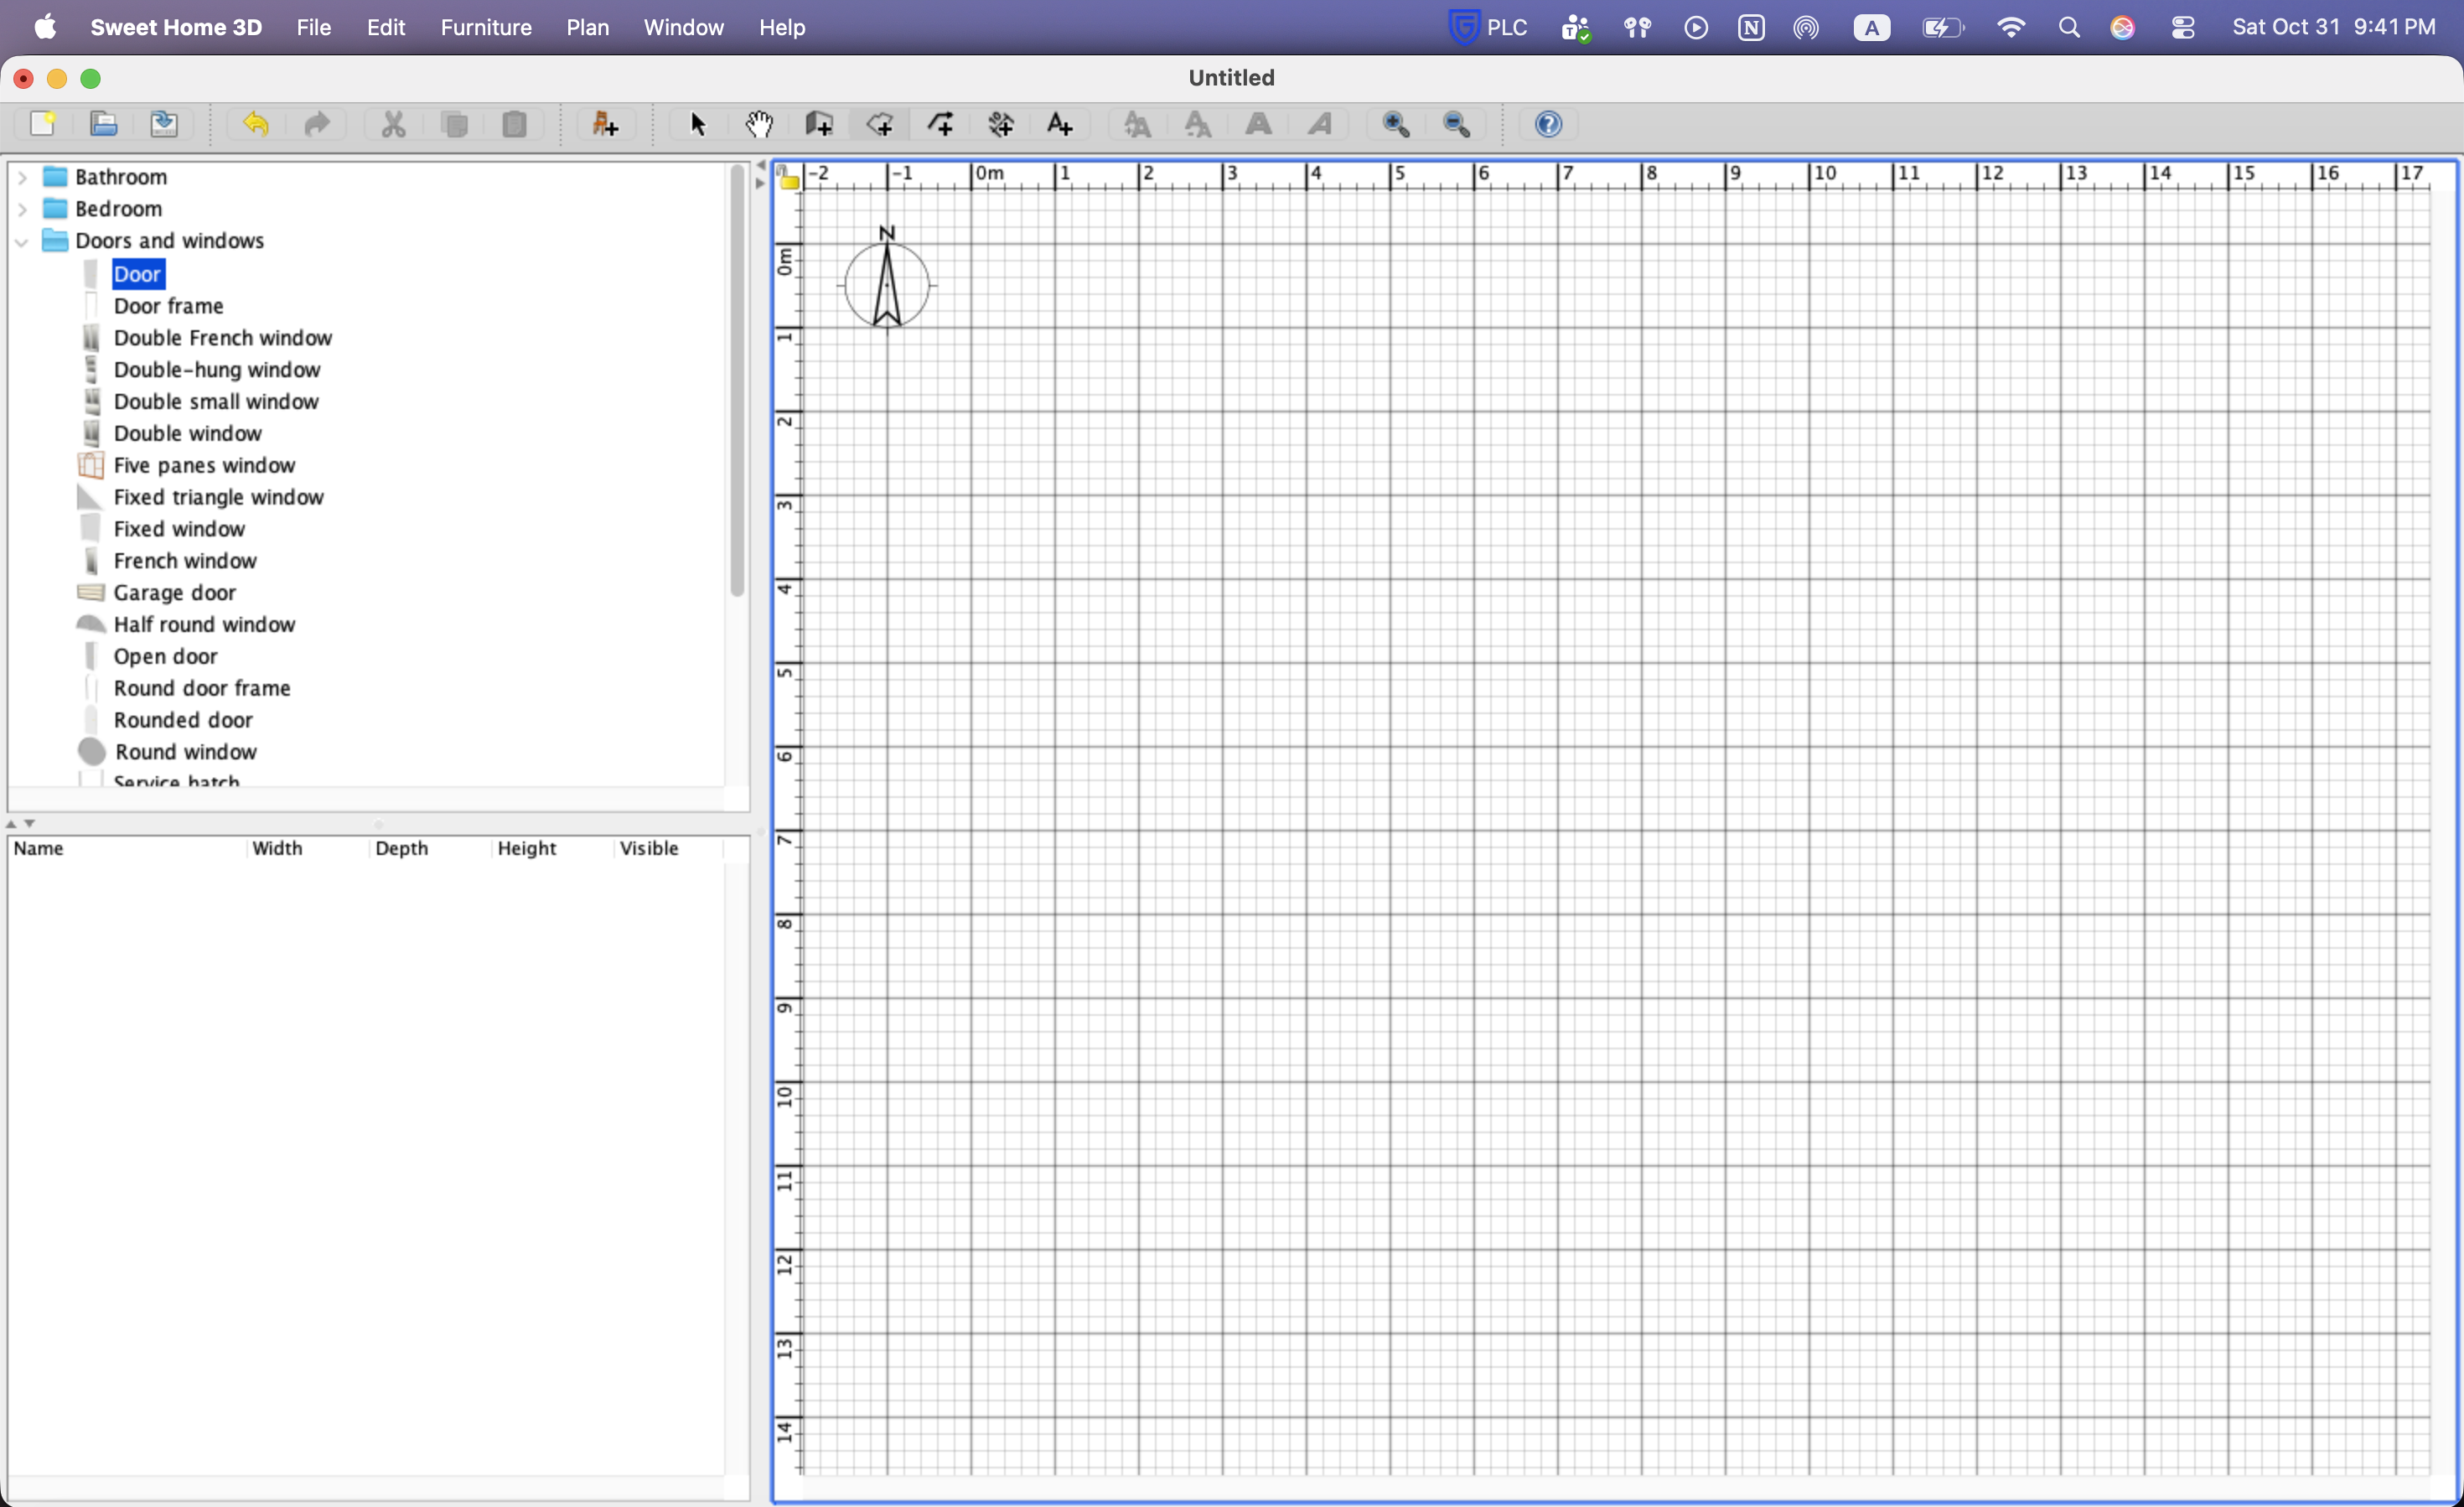 Sweet Home 3D File Edit Furniture Plan Window Help PLC A Sat Oct 31 9:41 PM
Untitled
Bathroom
Bedroom
Doors and windows
Door
Door frame
Double French window
Double-hung window
Double small window
Double window
Five panes window
Fixed triangle window
Fixed window
French window
Garage door
Half round window
Open door
Round door frame
Rounded door
Round window
Service hatch
Name Width Depth Height Visible
-2 -1 0m 1 2 3 4 5 6 7 8 9 10 11 12 13 14 15 16 17
N
0m
1
2
3
4
5
6
7
8
9
10
11
12
13
14